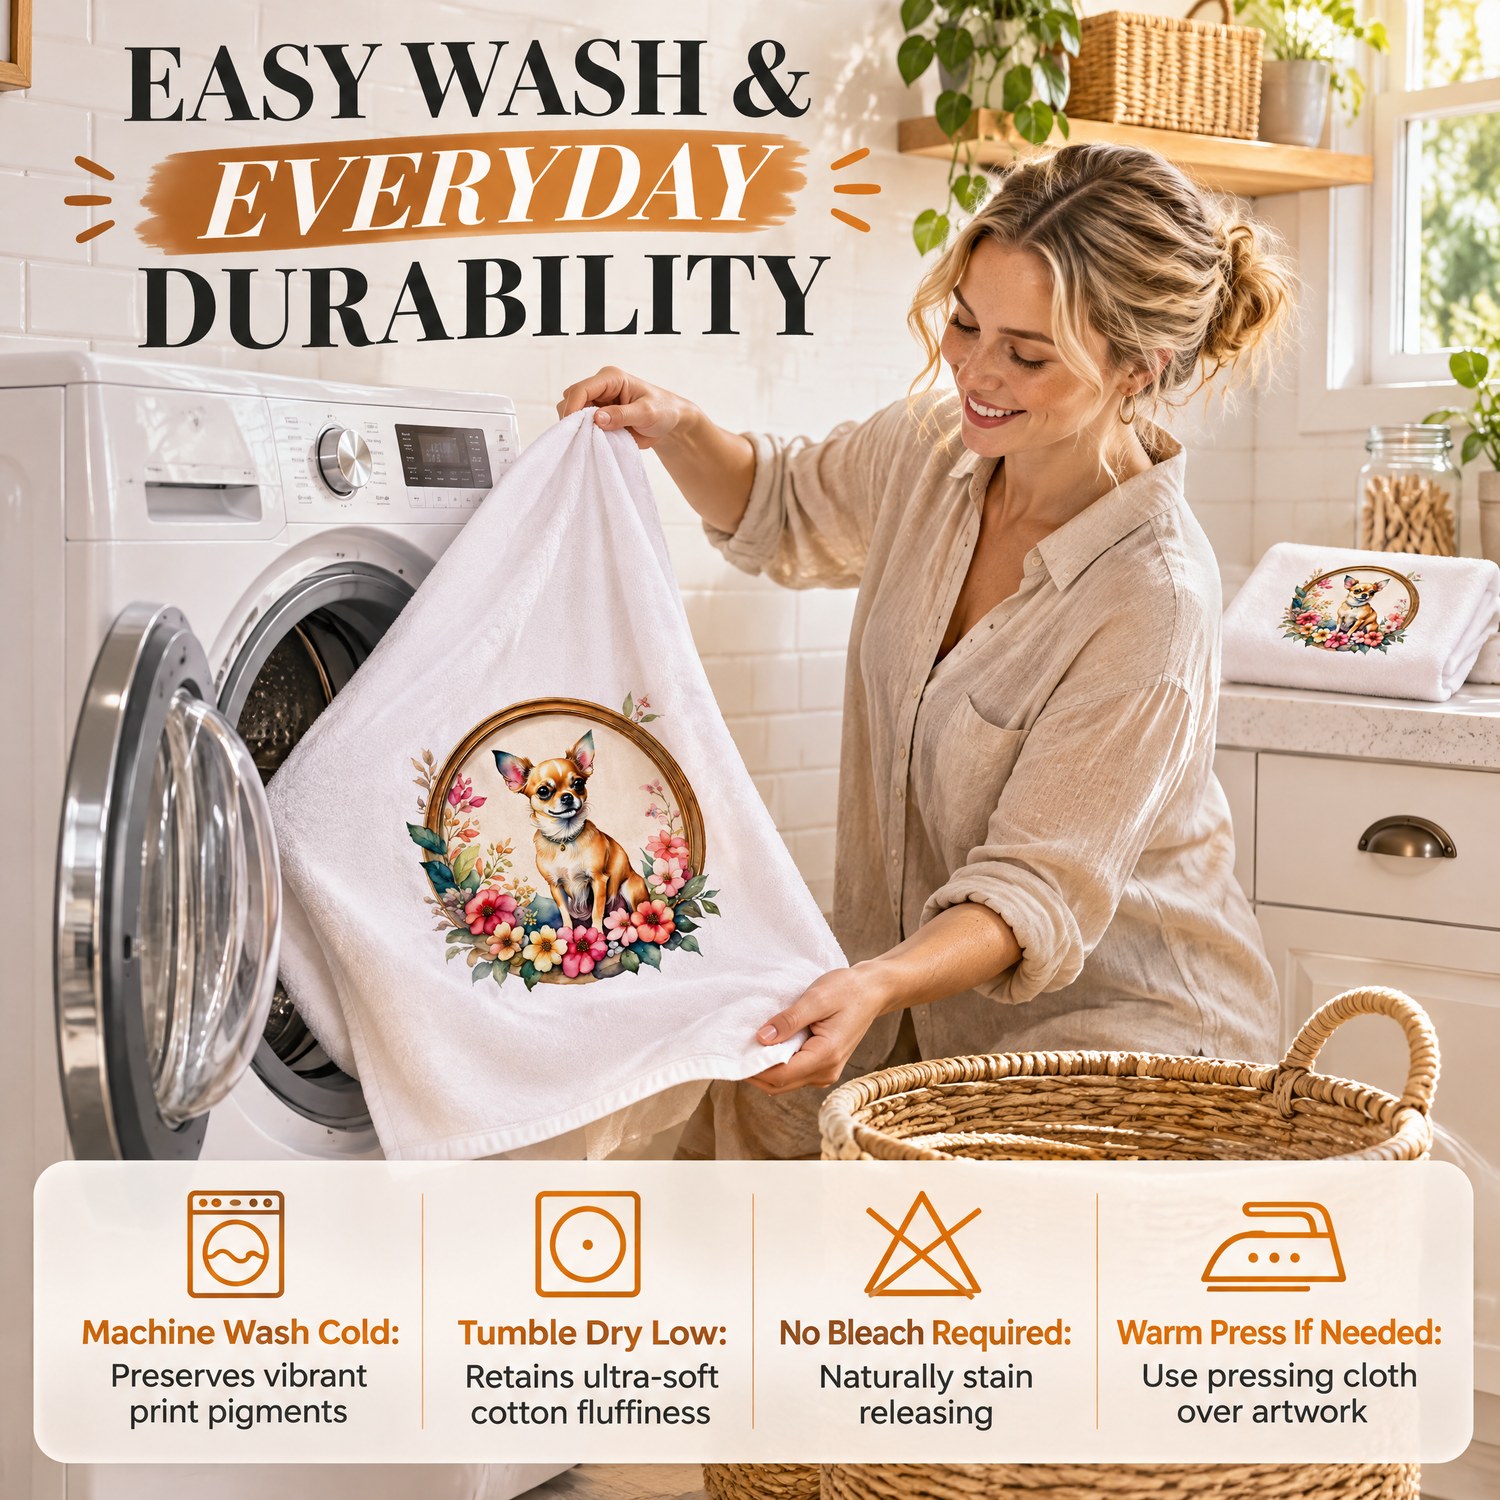 EASY WASH &
EVERYDAY
DURABILITY
Machine Wash Cold:
Preserves vibrant
print pigments
Tumble Dry Low:
Retains ultra-soft
cotton fluffiness
No Bleach Required:
Naturally stain
releasing
Warm Press If Needed:
Use pressing cloth
over artwork